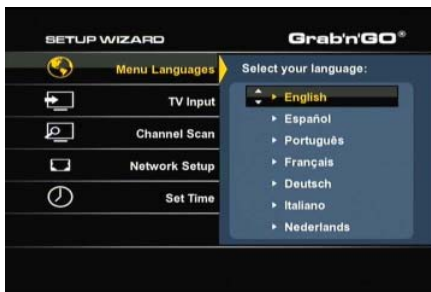 SETUP WIZARD
Grab'n'GO®
Menu Languages
TV Input
Channel Scan
Network Setup
Set Time
Select your language:
English
Español
Português
Français
Deutsch
Italiano
Nederlands